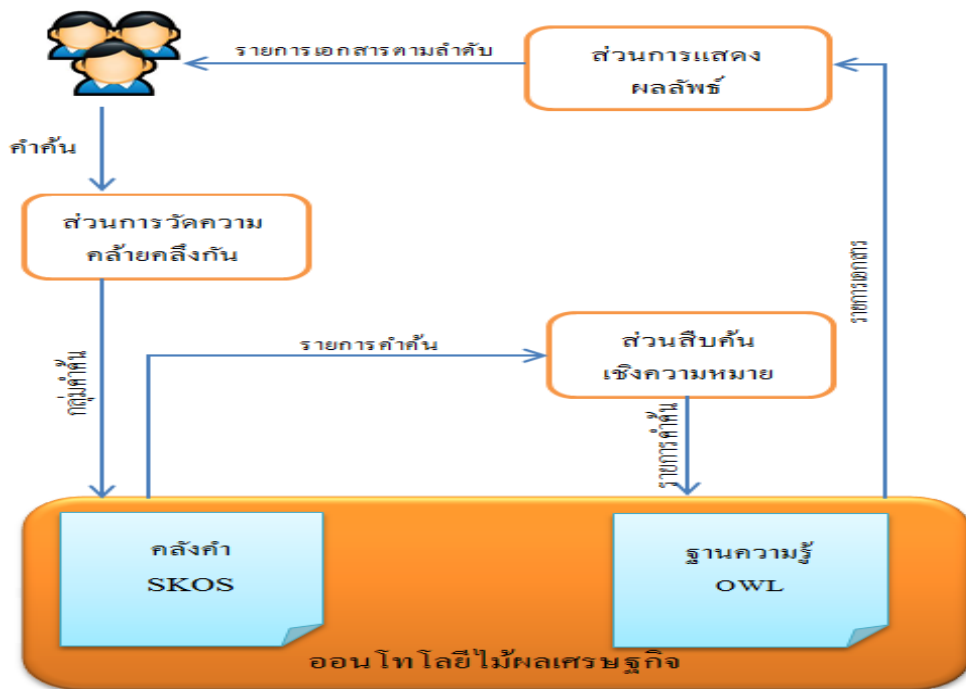 รายการเอกสารตามลำดับ
ส่วนการแสดง
ผลลัพธ์
คำค้น
ส่วนการวัดความ
คล้ายคลึงกัน
รายการเอกสาร
รายการคำค้น
ส่วนสืบค้น
เชิงความหมาย
กลุ่มคำค้น
รายการคำค้น
คลังคำ
SKOS
ฐานความรู้
OWL
ออนโทโลยีไม้ผลเศรษฐกิจ